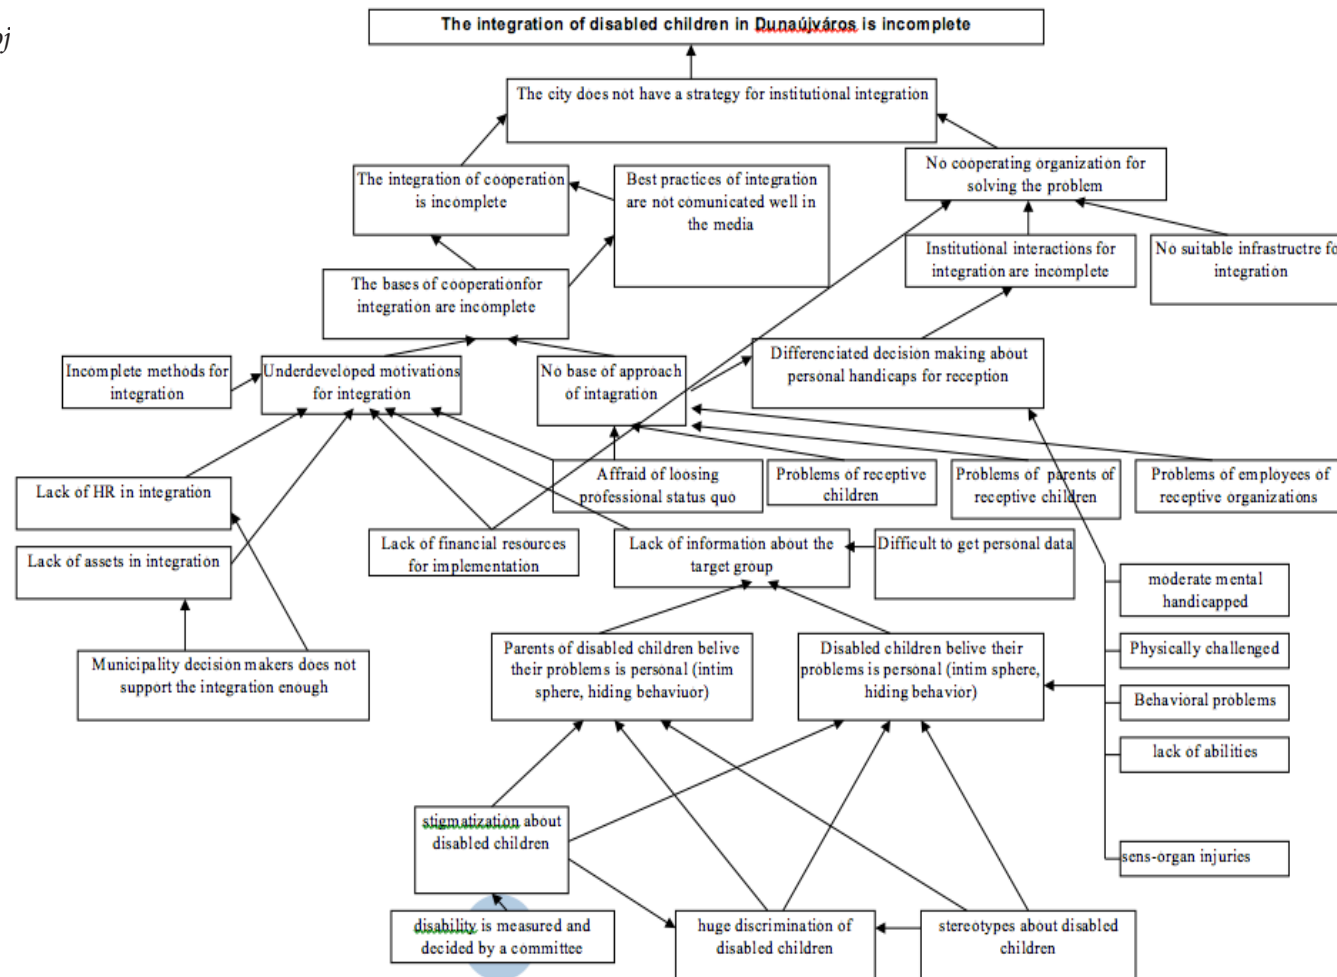 oj
The integration of disabled children in Dunaújváros is incomplete
The city does not have a strategy for institutional integration
No cooperating organization for
solving the problem
The integration of cooperation
is incomplete
Best practices of integration
are not comunicated well in
the media
Institutional interactions for
integration are incomplete
No suitable infrastructre fo
integration
The bases of cooperationfor
integration are incomplete
Incomplete methods for
integration
Underdeveloped motivations
for integration
No base of approach
of intagration
Differenciated decision making about
personal handicaps for reception
Affraid of loosing
professional status quo
Problems of receptive
children
Problems of parents of
receptive children
Problems of employees of
receptive organizations
Lack of HR in integration
Lack of assets in integration
Lack of financial resources
for implementation
Lack of information about the
target group
Difficult to get personal data
moderate mental
handicapped
Physically challenged
Behavioral problems
lack of abilities
sens-organ injuries
Municipality decision makers does not
support the integration enough
Parents of disabled children belive
their problems is personal (intim
sphere, hiding behaviuor)
Disabled children belive their
problems is personal (intim sphere,
hiding behavior)
stigmatization about
disabled children
disability is measured and
decided by a committee
huge discrimination of
disabled children
stereotypes about disabled
children